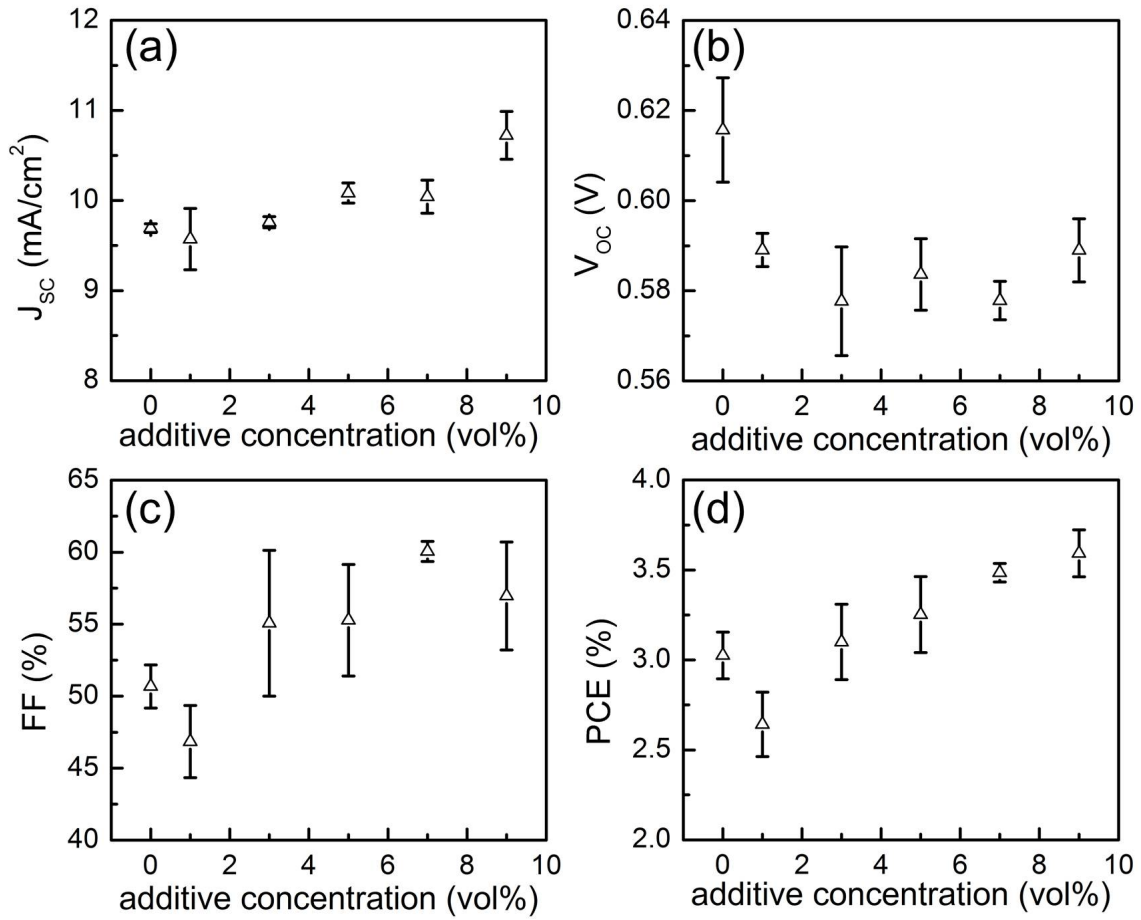 (a)
12
11
10
9
8
J_SC (mA/cm²)
0 2 4 6 8 10
additive concentration (vol%)
(b)
0.64
0.62
0.60
0.58
0.56
V_OC (V)
0 2 4 6 8 10
additive concentration (vol%)
(c)
65
60
55
50
45
40
FF (%)
0 2 4 6 8 10
additive concentration (vol%)
(d)
4.0
3.5
3.0
2.5
2.0
PCE (%)
0 2 4 6 8 10
additive concentration (vol%)